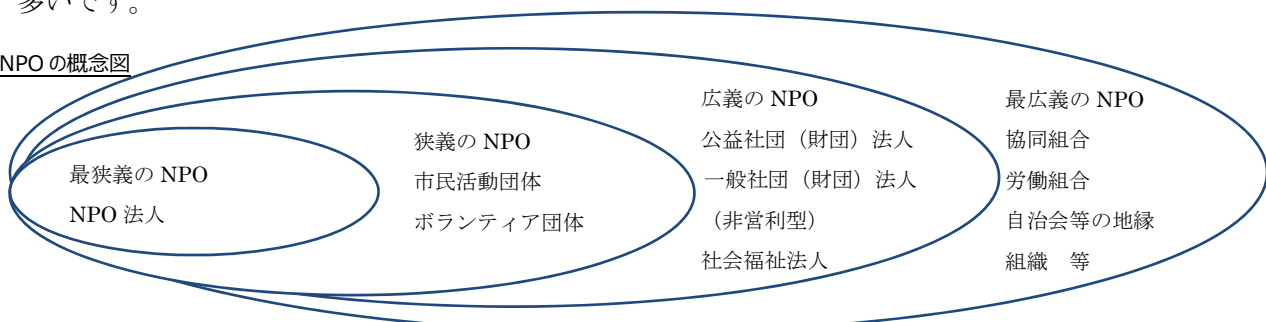 多いです。
NPOの概念図
最狭義の NPO
NPO 法人
狭義の NPO
市民活動団体
ボランティア団体
広義の NPO
公益社団（財団）法人
一般社団（財団）法人
（非営利型）
社会福祉法人
最広義の NPO
協同組合
労働組合
自治会等の地縁
組織　等